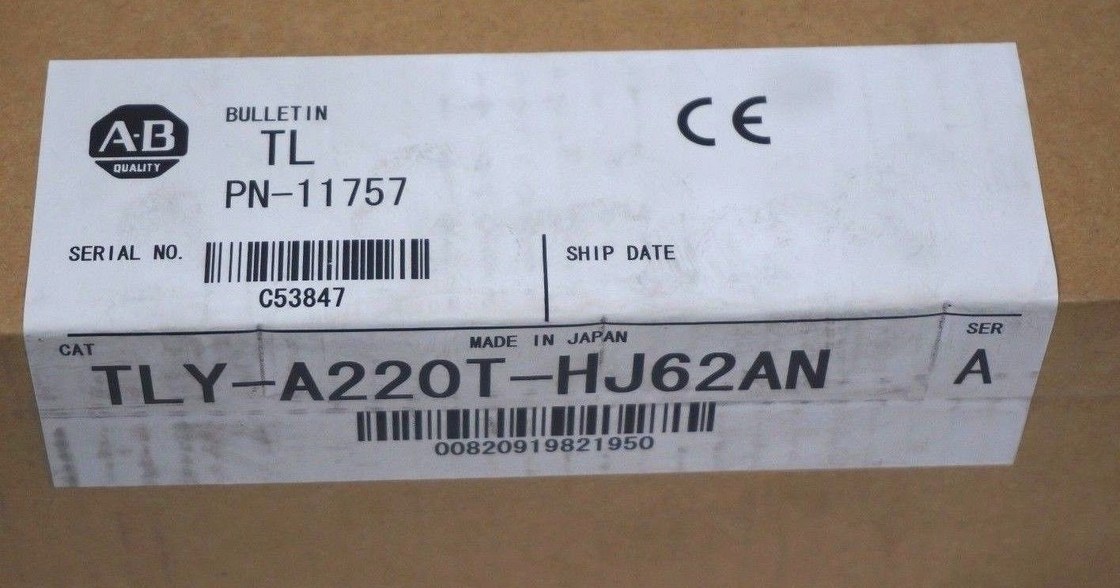 A-B
QUALITY
BULLETIN
TL
PN-11757
CE
SERIAL NO.
C53847
SHIP DATE
CAT
MADE IN JAPAN
SER
TLY-A220T-HJ62AN
A
00820919821950